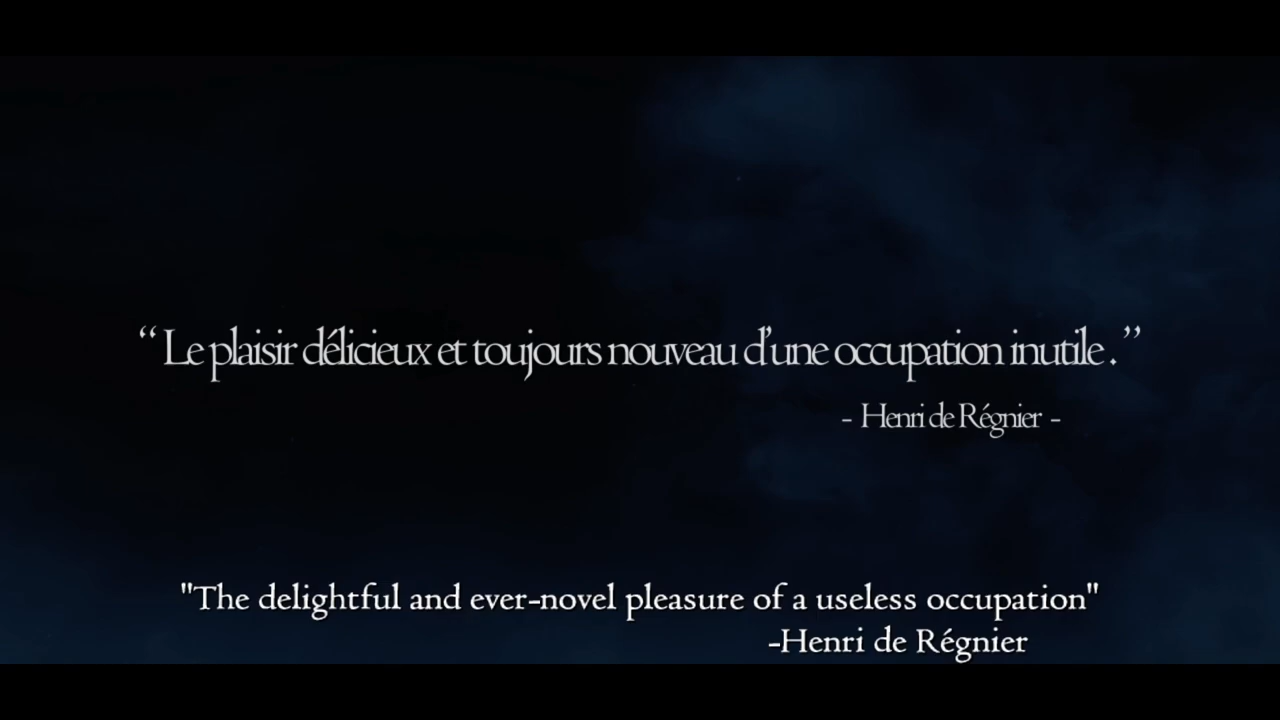 “ Le plaisir délicieux et toujours nouveau d’une occupation inutile . ”
- Henri de Régnier -
"The delightful and ever-novel pleasure of a useless occupation"
-Henri de Régnier